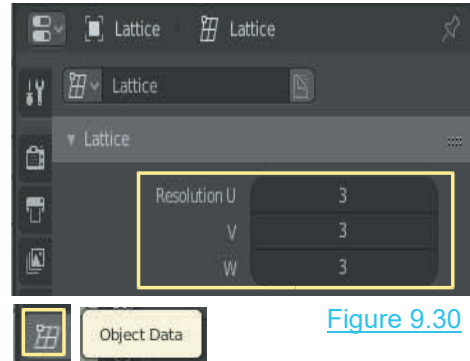 Lattice Lattice
Lattice
Lattice
Resolution U 3
V 3
W 3
Object Data
Figure 9.30